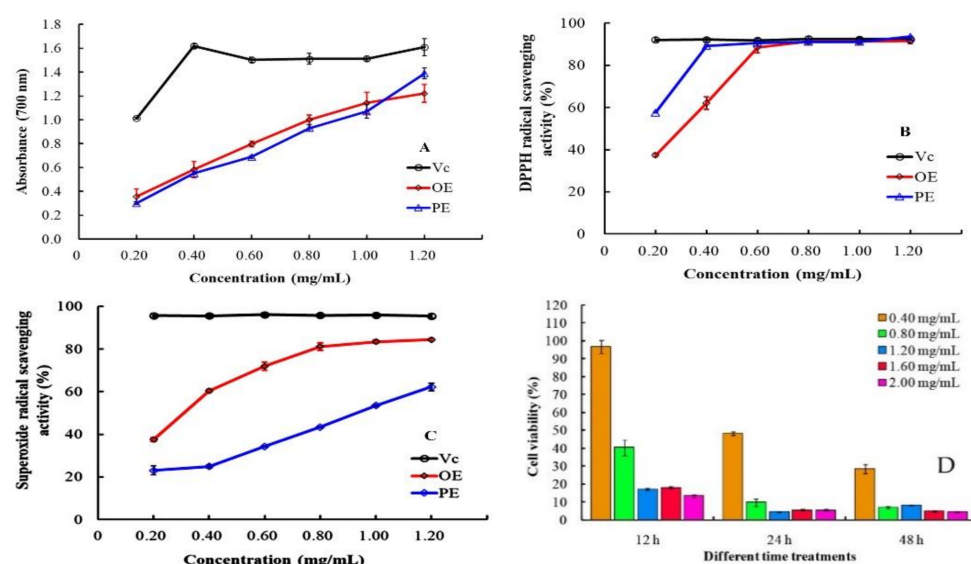 1.8
1.6
1.4
1.2
1.0
0.8
0.6
0.4
0.2
0.0
Absorbance (700 nm)
A
Vc
OE
PE
0
0.20
0.40
0.60
0.80
1.00
1.20
Concentration (mg/mL)
100
80
60
40
20
0
DPPH radical scavenging
activity (%)
B
Vc
OE
PE
0
0.20
0.40
0.60
0.80
1.00
1.20
Concentration (mg/mL)
100
80
60
40
20
0
Superoxide radical scavenging
activity (%)
C
Vc
OE
PE
0
0.20
0.40
0.60
0.80
1.00
1.20
Concentration (mg/mL)
120
110
100
90
80
70
60
50
40
30
20
10
0
Cell viability (%)
0.40 mg/mL
0.80 mg/mL
1.20 mg/mL
1.60 mg/mL
2.00 mg/mL
D
12 h
24 h
48 h
Different time treatments